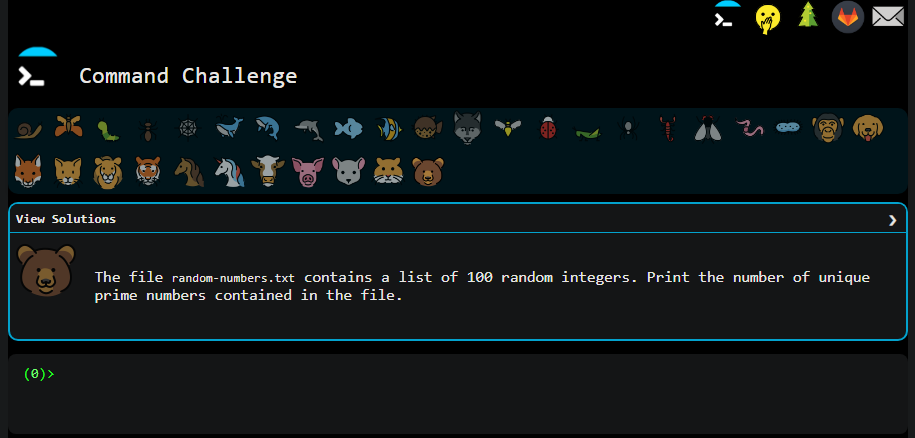 Command Challenge
View Solutions
The file random-numbers.txt contains a list of 100 random integers. Print the number of unique
prime numbers contained in the file.
(0)>